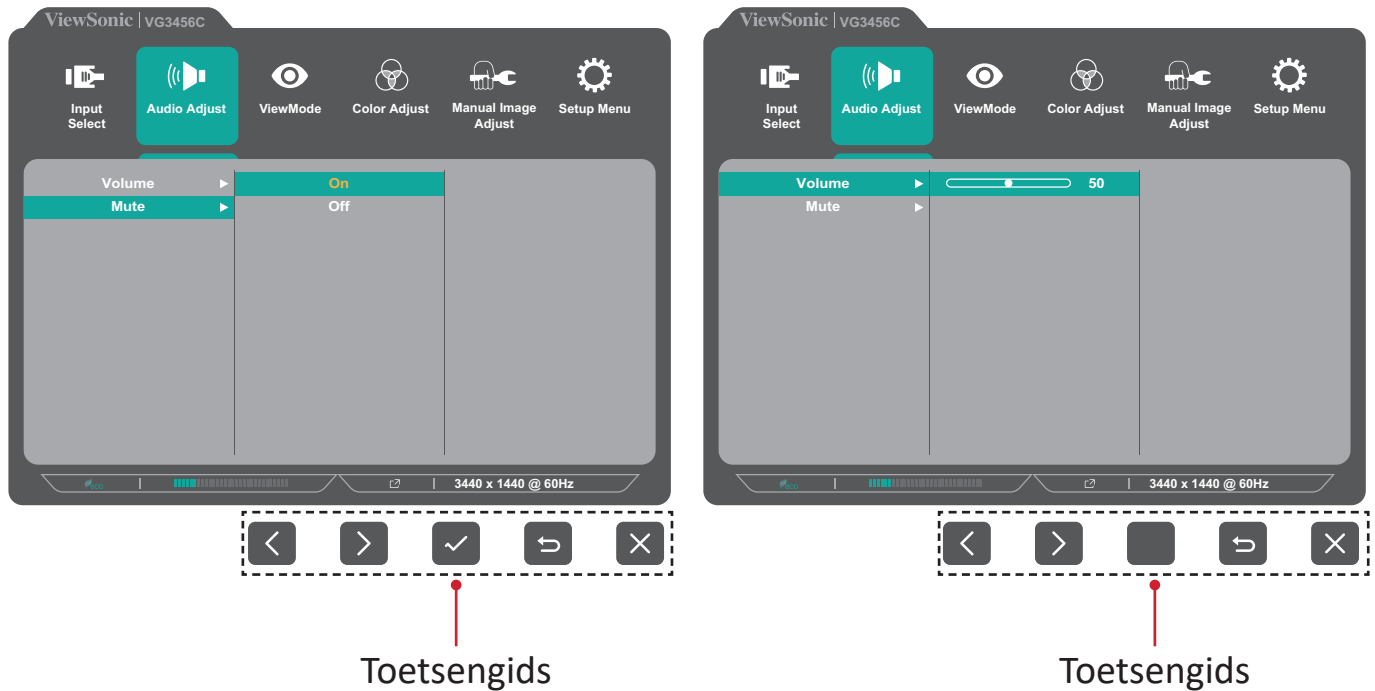 ViewSonic VG3456C
Input Select
Audio Adjust
ViewMode
Color Adjust
Manual Image Adjust
Setup Menu
Volume
On
Mute
Off
eco
3440 x 1440 @ 60Hz
Toetsengids
ViewSonic VG3456C
Input Select
Audio Adjust
ViewMode
Color Adjust
Manual Image Adjust
Setup Menu
Volume
50
Mute
eco
3440 x 1440 @ 60Hz
Toetsengids